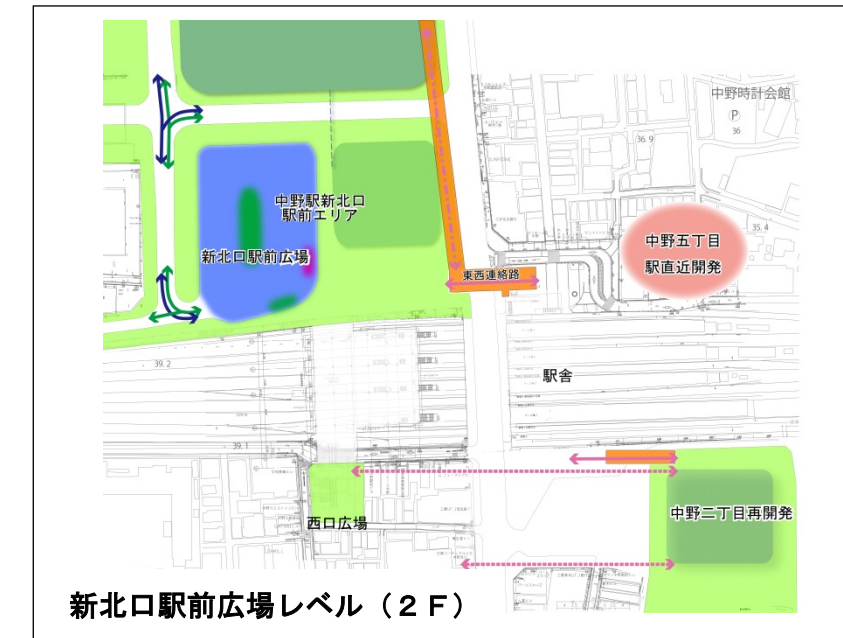 中野時計会館
P
36
36.9
中野駅新北口
駅前エリア
新北口駅前広場
中野五丁目
駅直近開発
35.4
東西連絡路
39.2
駅舎
39.1
中野二丁目再開発
西口広場
新北口駅前広場レベル(2F)